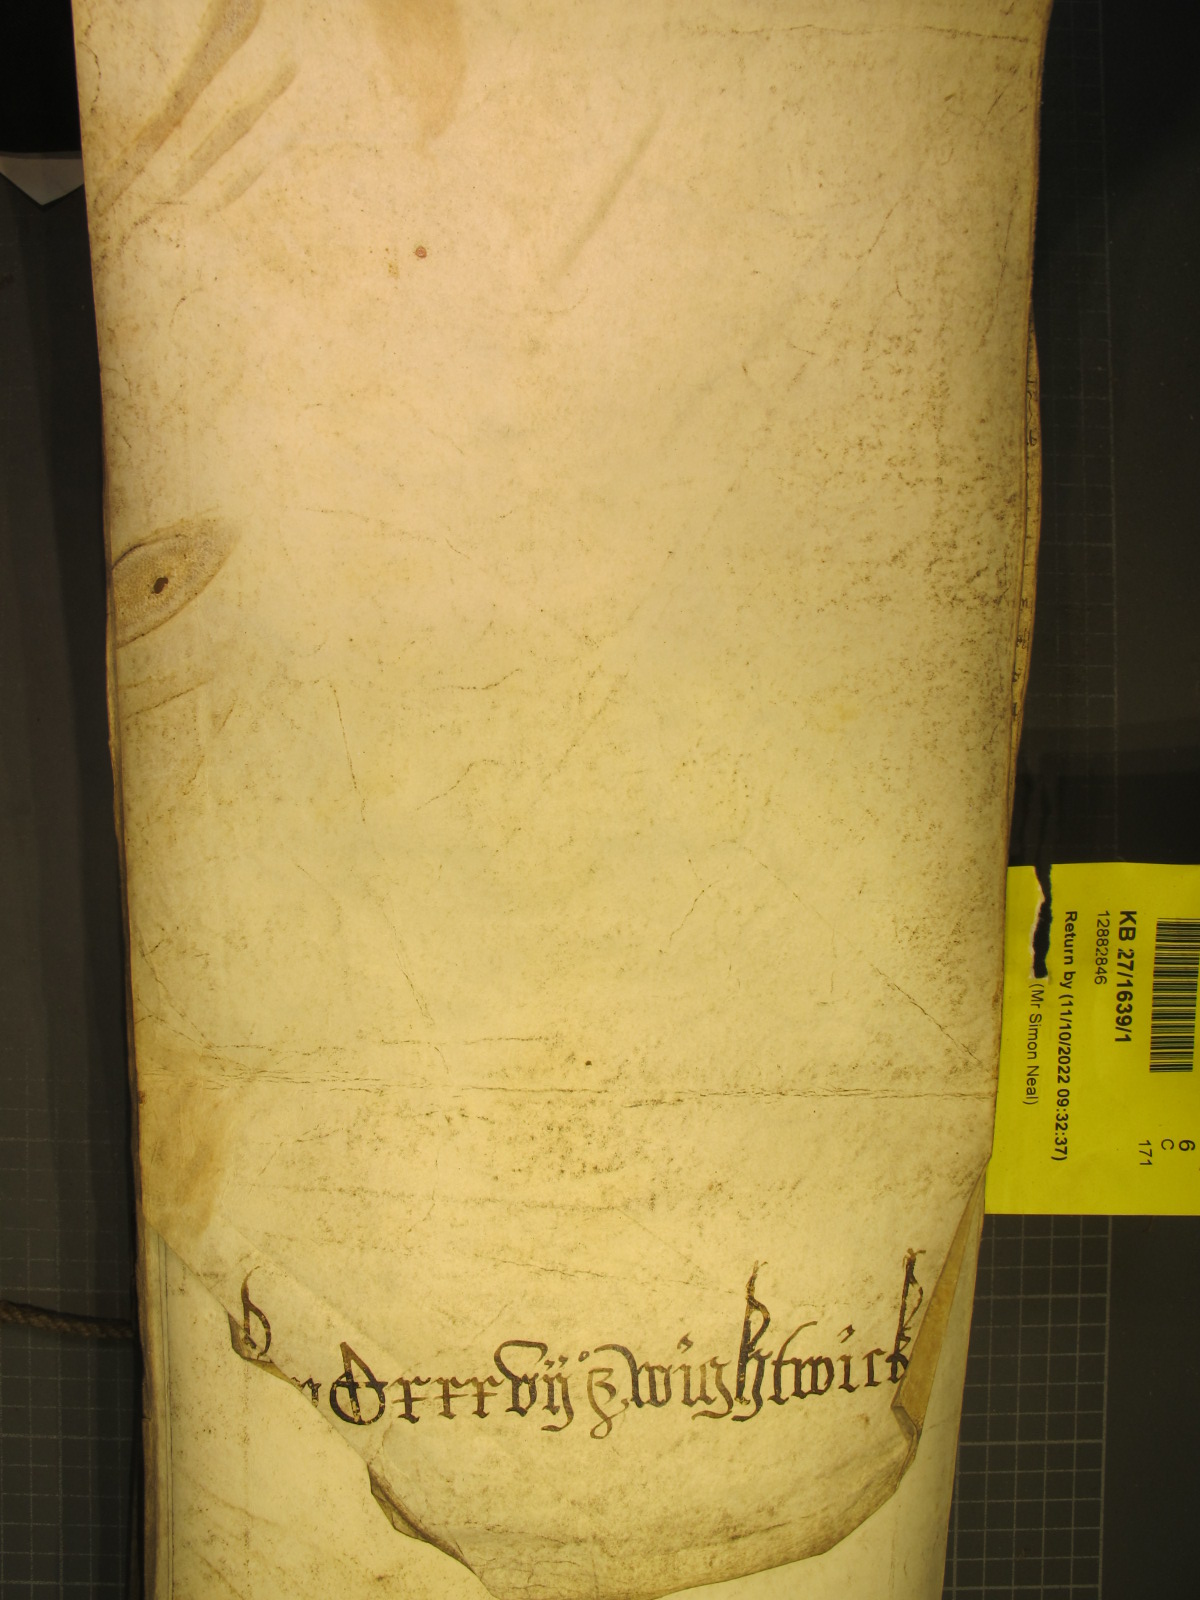 xxxvijº z wightwick
KB 27/1639/1
12882846
Return by (11/10/2022 09:32:37)
(Mr Simon Neal)
6
C
171